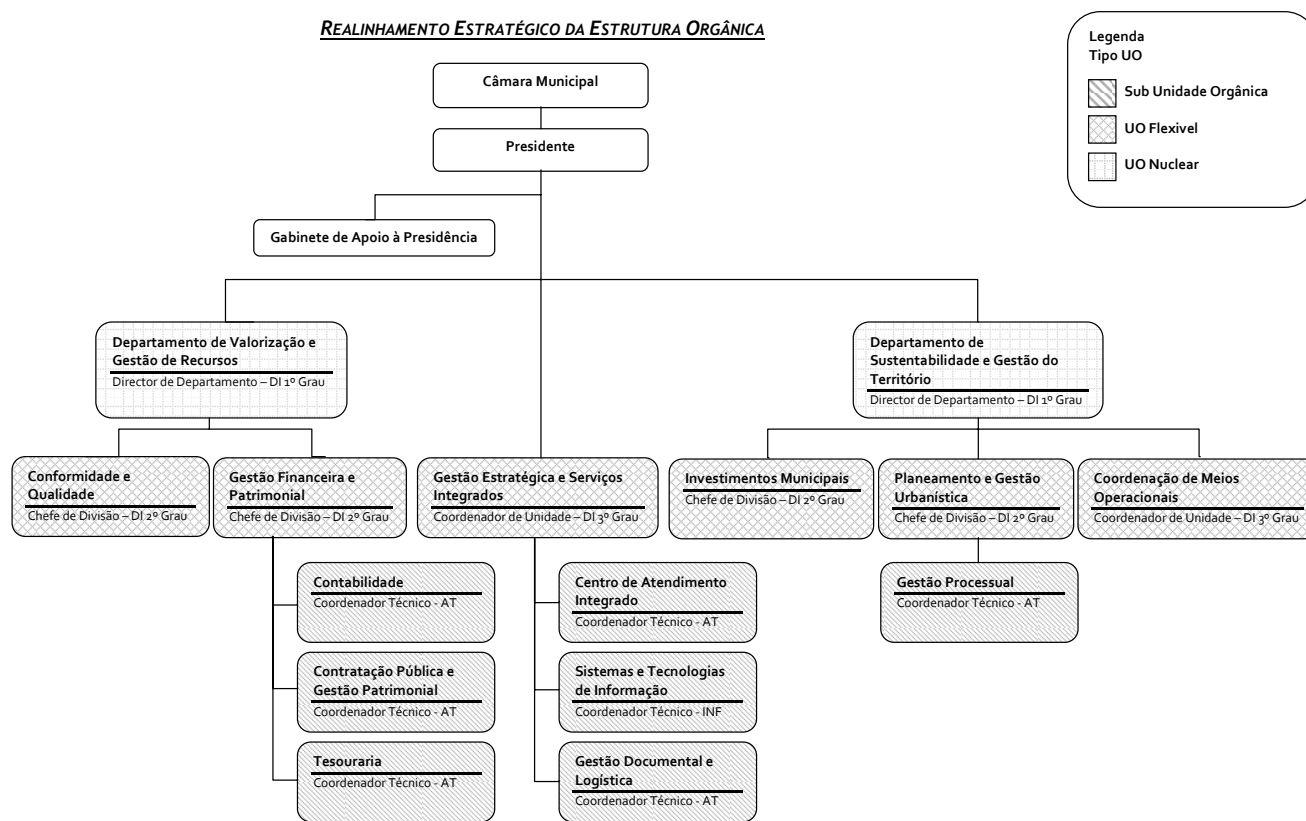 REALINHAMENTO ESTRATÉGICO DA ESTRUTURA ORGÂNICA
Legenda
Tipo UO
Sub Unidade Orgânica
UO Flexivel
UO Nuclear
Câmara Municipal
Presidente
Gabinete de Apoio à Presidência
Departamento de Valorização e
Gestão de Recursos
Director de Departamento – DI 1º Grau
Departamento de
Sustentabilidade e Gestão do
Território
Director de Departamento – DI 1º Grau
Conformidade e
Qualidade
Chefe de Divisão – DI 2º Grau
Gestão Financeira e
Patrimonial
Chefe de Divisão – DI 2º Grau
Gestão Estratégica e Serviços
Integrados
Coordenador de Unidade – DI 3º Grau
Investimentos Municipais
Chefe de Divisão – DI 2º Grau
Planeamento e Gestão
Urbanística
Chefe de Divisão – DI 2º Grau
Coordenação de Meios
Operacionais
Coordenador de Unidade – DI 3º Grau
Contabilidade
Coordenador Técnico - AT
Centro de Atendimento
Integrado
Coordenador Técnico - AT
Gestão Processual
Coordenador Técnico - AT
Contratação Pública e
Gestão Patrimonial
Coordenador Técnico - AT
Sistemas e Tecnologias
de Informação
Coordenador Técnico - INF
Tesouraria
Coordenador Técnico - AT
Gestão Documental e
Logística
Coordenador Técnico - AT